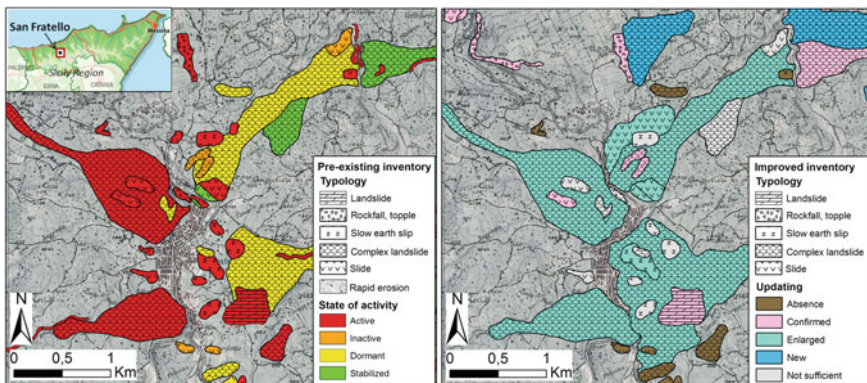 San Fratello
Messina
PALERMO
Sicily Region
ENNA
CATANIA
Pre-existing inventory
Typology
Landslide
Rockfall, topple
Slow earth slip
Complex landslide
Slide
Rapid erosion
State of activity
Active
Inactive
Dormant
Stabilized
N
0 0,5 1
Km
Improved inventory
Typology
Landslide
Rockfall, topple
Slow earth slip
Complex landslide
Slide
Updating
Absence
Confirmed
Enlarged
New
Not sufficient
N
0 0,5 1
Km